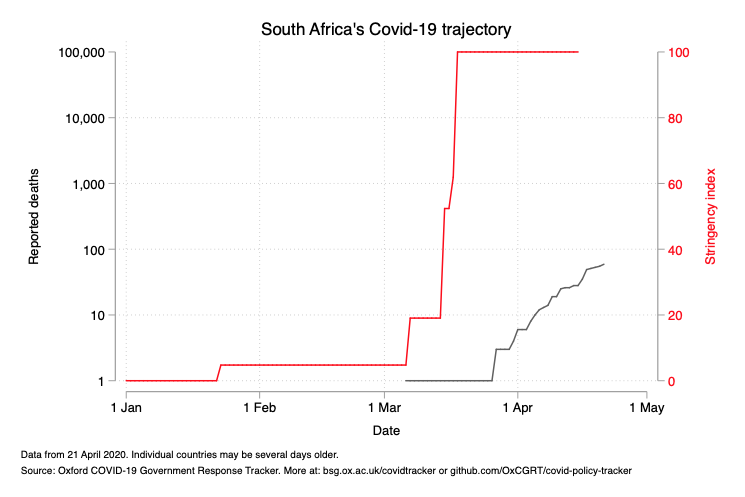 South Africa's Covid-19 trajectory
100,000
10,000
1,000
100
10
1
Reported deaths
100
80
60
40
20
0
Stringency index
1 Jan
1 Feb
1 Mar
1 Apr
1 May
Date
Data from 21 April 2020. Individual countries may be several days older.
Source: Oxford COVID-19 Government Response Tracker. More at: bsg.ox.ac.uk/covidtracker or github.com/OxCGRT/covid-policy-tracker